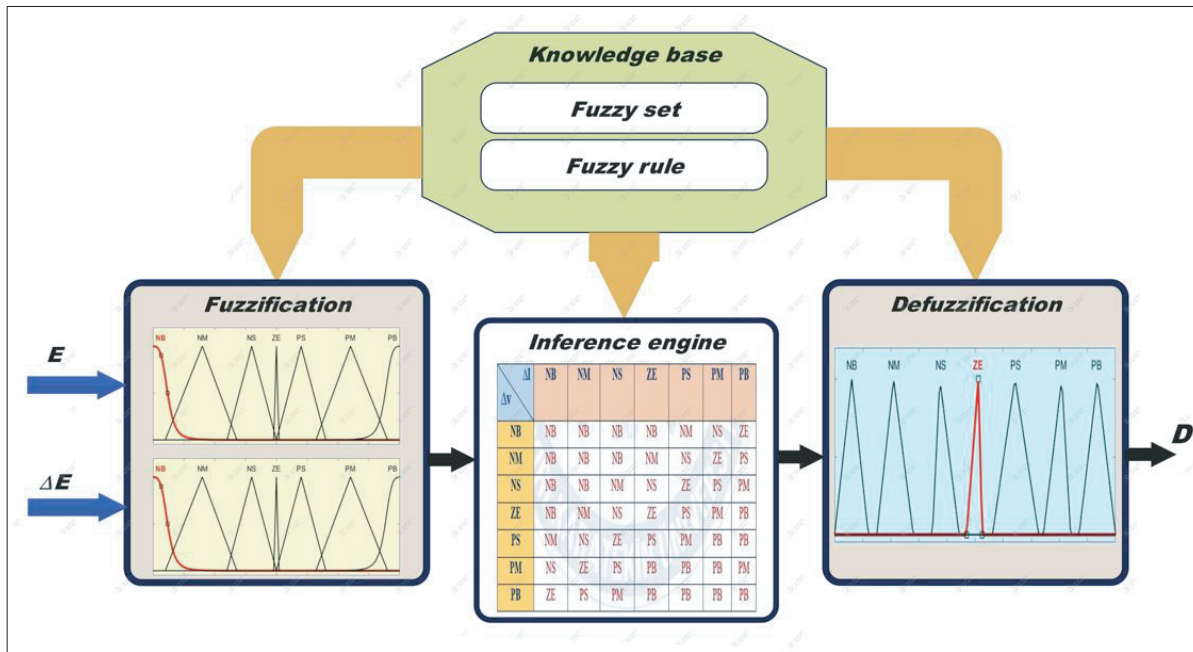 Knowledge base
Fuzzy set
Fuzzy rule
Fuzzification
NB NM NS ZE PS PM PB
NB NM NS ZE PS PM PB
E
ΔE
Inference engine
ΔI NB NM NS ZE PS PM PB
Δv
NB NB NB NB NB NM NS ZE
NM NB NB NB NM NS ZE PS
NS NB NB NM NS ZE PS PM
ZE NB NM NS ZE PS PM PB
PS NM NS ZE PS PM PB PB
PM NS ZE PS PB PB PB PM
PB ZE PS PM PB PB PB PB
Defuzzification
NB NM NS ZE PS PM PB
D